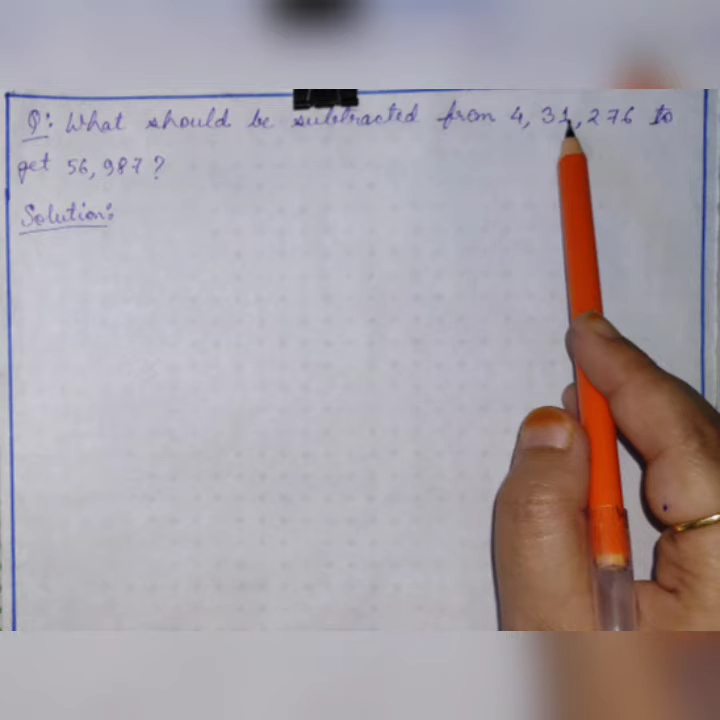 Q: What should be subtracted from 4,31,276 to
get 56,987?
Solution: